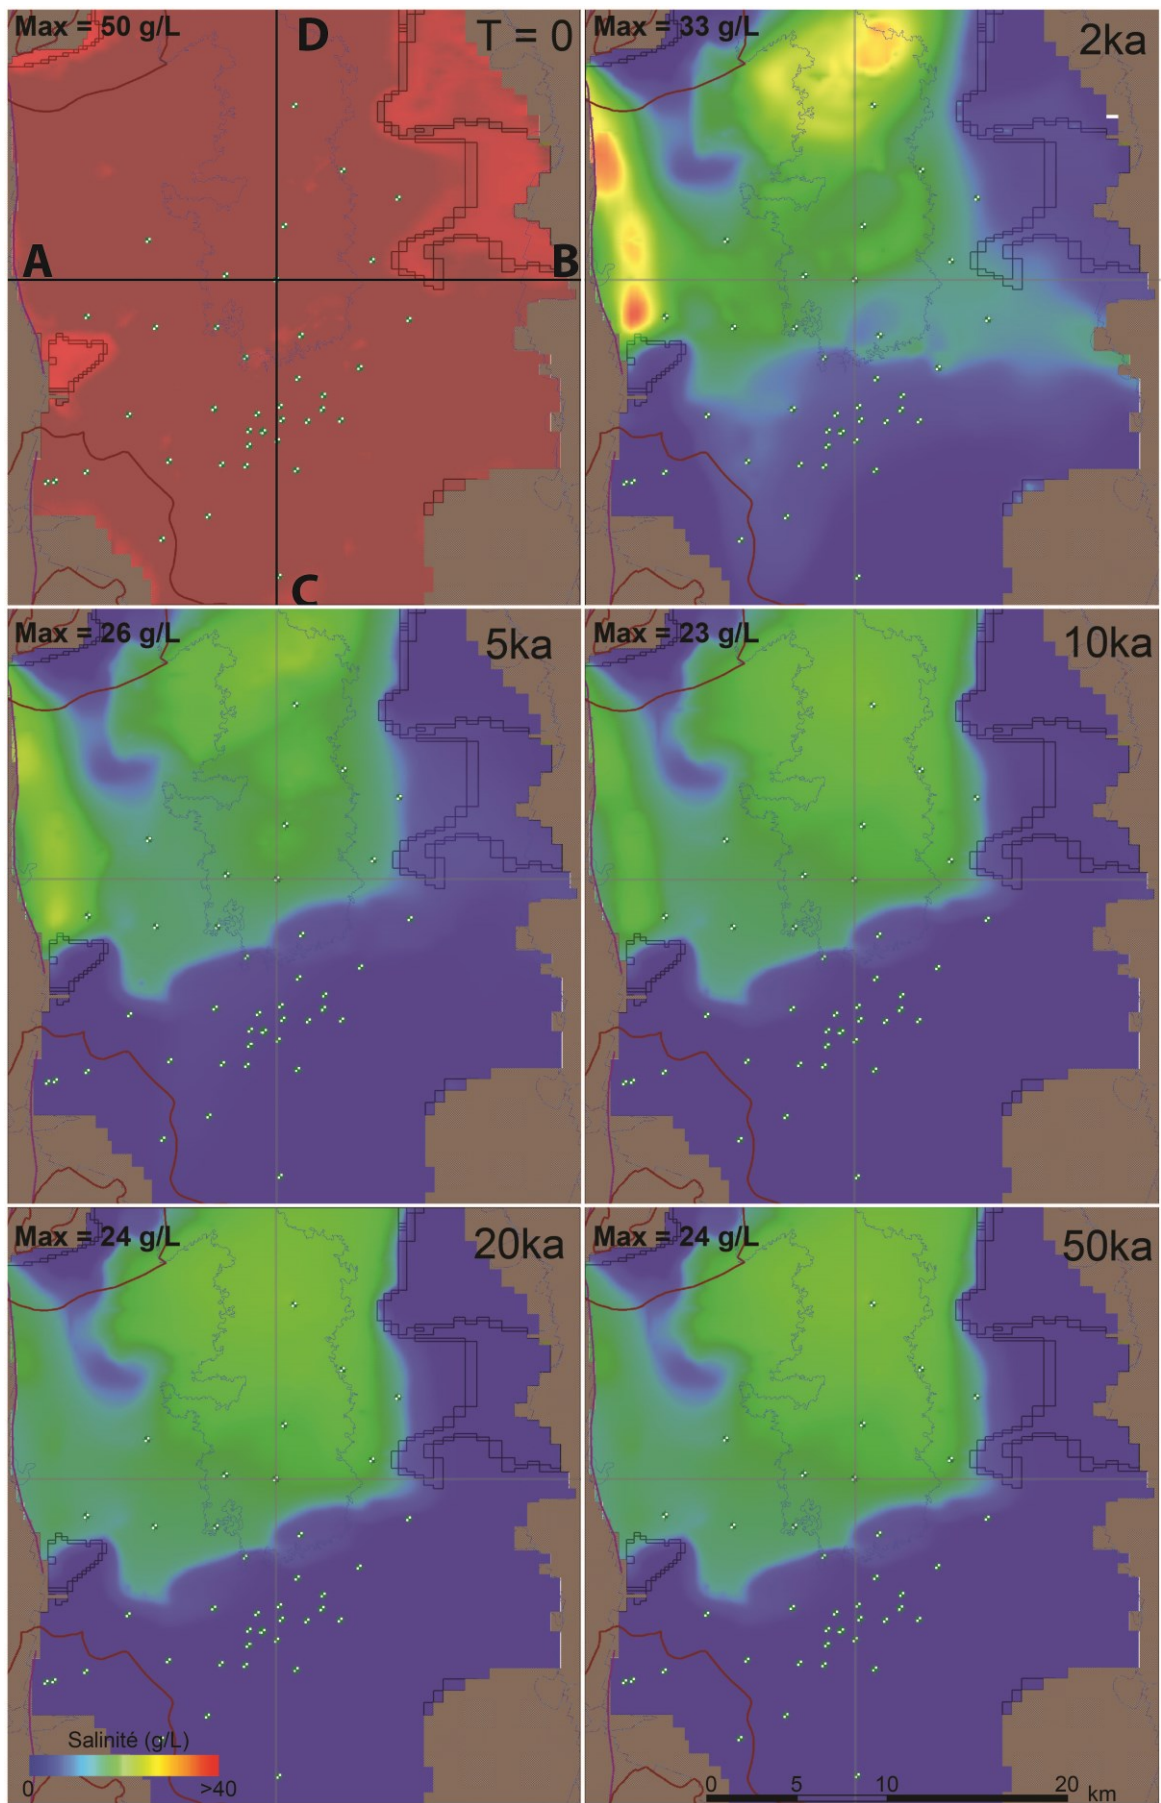 Max = 50 g/L
D
T = 0
A
B
C
Max = 33 g/L
2ka
Max = 26 g/L
5ka
Max = 23 g/L
10ka
Max = 24 g/L
20ka
Salinité (g/L)
0 >40
Max = 24 g/L
50ka
0 5 10 20 km